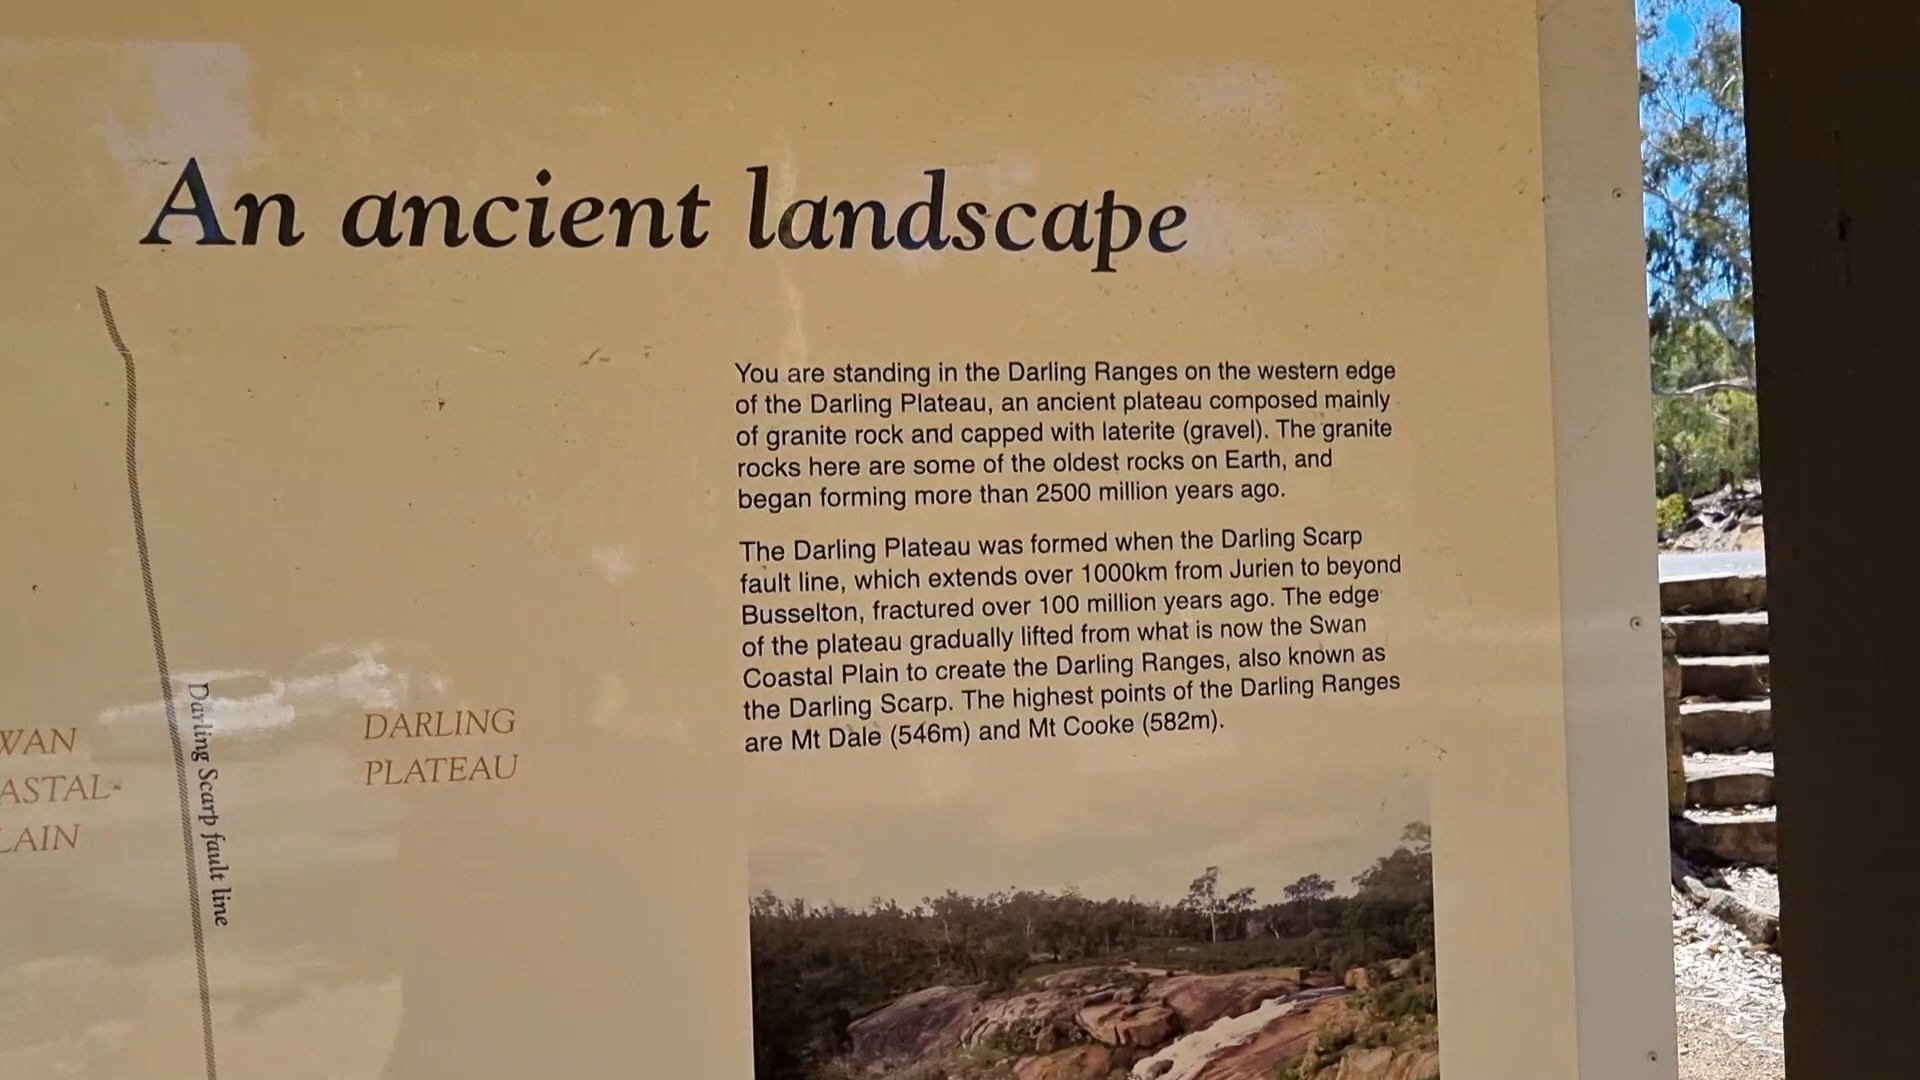 An ancient landscape
You are standing in the Darling Ranges on the western edge
of the Darling Plateau, an ancient plateau composed mainly
of granite rock and capped with laterite (gravel). The granite
rocks here are some of the oldest rocks on Earth, and
began forming more than 2500 million years ago.
The Darling Plateau was formed when the Darling Scarp
fault line, which extends over 1000km from Jurien to beyond
Busselton, fractured over 100 million years ago. The edge
of the plateau gradually lifted from what is now the Swan
Coastal Plain to create the Darling Ranges, also known as
the Darling Scarp. The highest points of the Darling Ranges
are Mt Dale (546m) and Mt Cooke (582m).
WAN
ASTAL
LAIN
Darling Scarp fault line
DARLING
PLATEAU